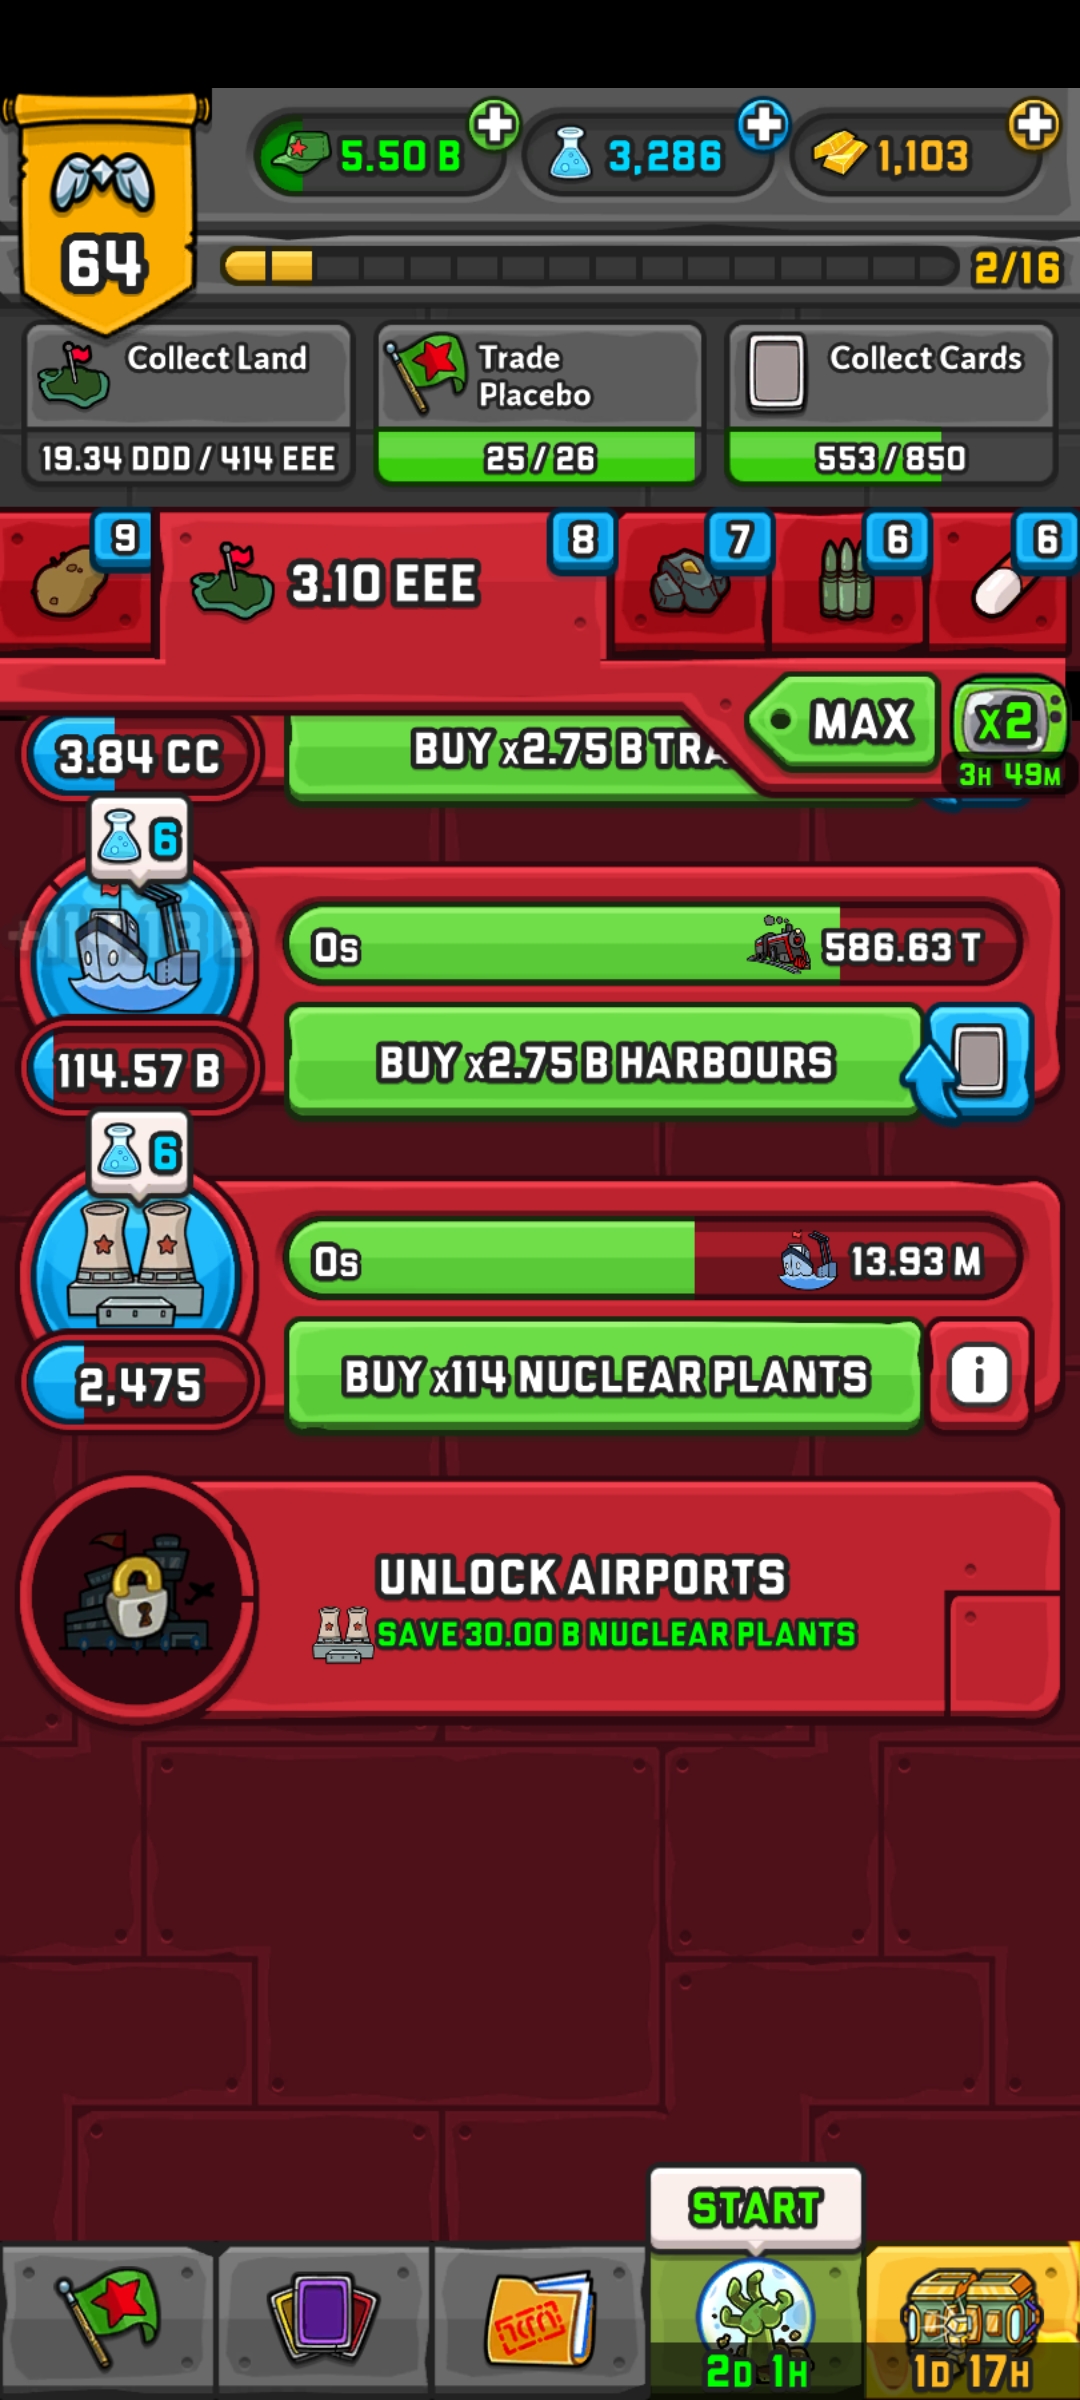 5.50 B
3,286
1,103
64
2/16
Collect Land
19.34 DDD / 414 EEE
Trade
Placebo
25 / 26
Collect Cards
553 / 850
9
3.10 EEE
8
7
6
6
MAX
x2
3H 49M
3.84 CC
BUY x2.75 B TRA
6
0s
586.63 T
114.57 B
BUY x2.75 B HARBOURS
6
0s
13.93 M
2,475
BUY x114 NUCLEAR PLANTS
i
UNLOCK AIRPORTS
SAVE 30.00 B NUCLEAR PLANTS
START
2D 1H
1D 17H